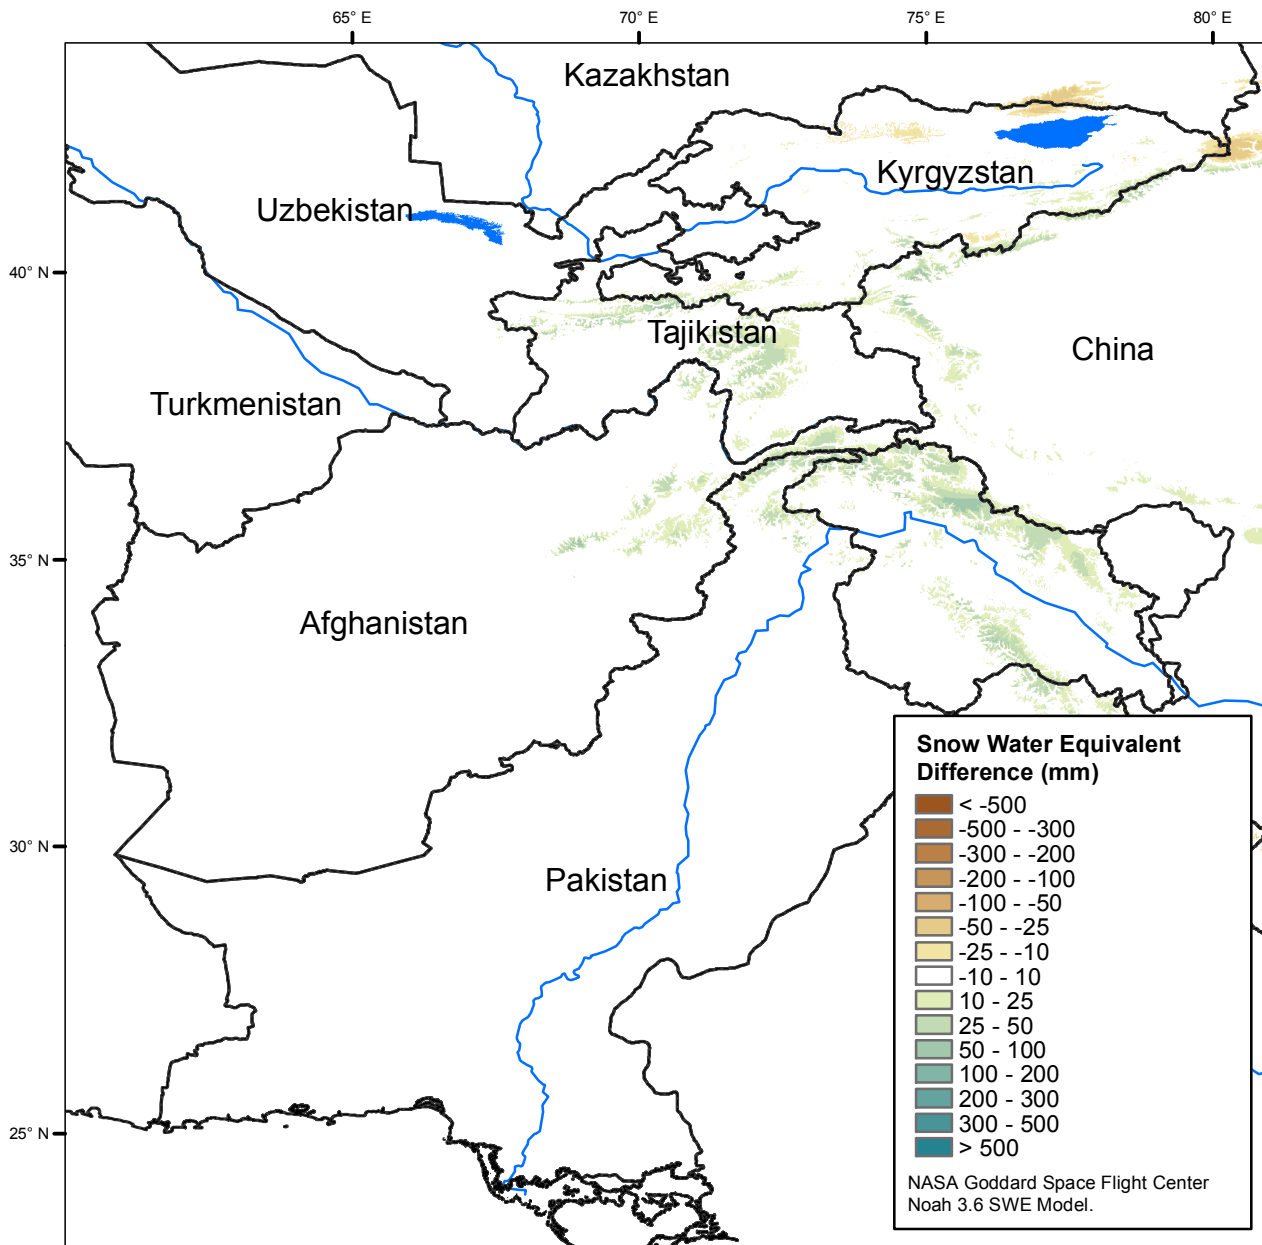 65° E
70° E
75° E
80° E
Kazakhstan
Kyrgyzstan
Uzbekistan
40° N
Tajikistan
China
Turkmenistan
35° N
Afghanistan
30° N
Pakistan
25° N
Snow Water Equivalent
Difference (mm)
< -500
-500 - -300
-300 - -200
-200 - -100
-100 - -50
-50 - -25
-25 - -10
-10 - 10
10 - 25
25 - 50
50 - 100
100 - 200
200 - 300
300 - 500
> 500
NASA Goddard Space Flight Center
Noah 3.6 SWE Model.